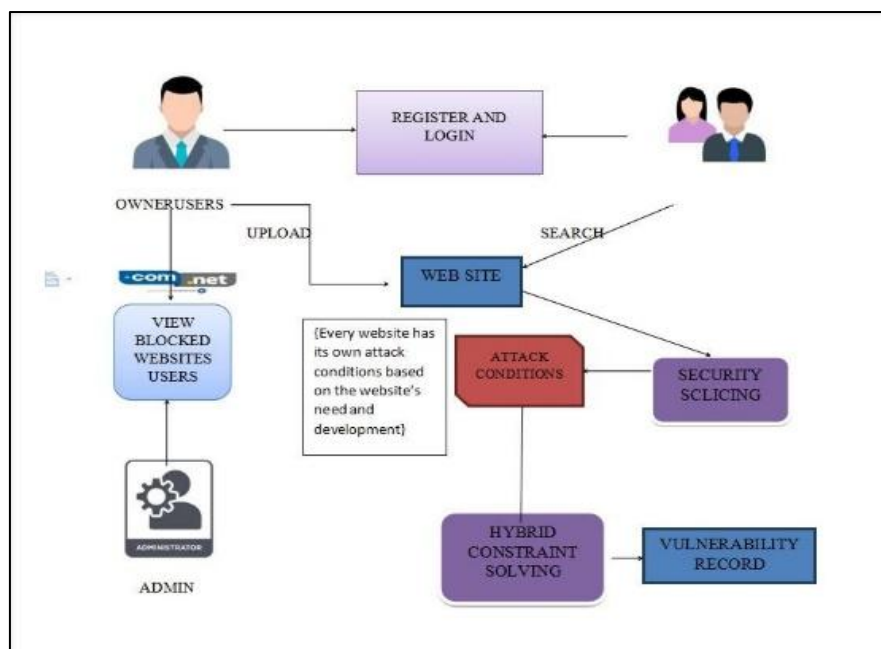 REGISTER AND
LOGIN
OWNERUSERS
UPLOAD
SEARCH
.com
.net
WEB SITE
VIEW
BLOCKED
WEBSITES
USERS
{Every website has
its own attack
conditions based
on the website's
need and
development}
ATTACK
CONDITIONS
SECURITY
SCLICING
ADMINISTRATOR
ADMIN
HYBRID
CONSTRAINT
SOLVING
VULNERABILITY
RECORD